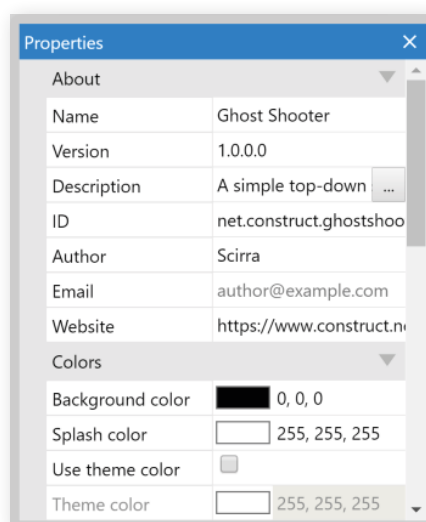 Properties
About
Name Ghost Shooter
Version 1.0.0.0
Description A simple top-down ...
ID net.construct.ghostshoo
Author Scirra
Email author@example.com
Website https://www.construct.n
Colors
Background color 0, 0, 0
Splash color 255, 255, 255
Use theme color
Theme color 255, 255, 255